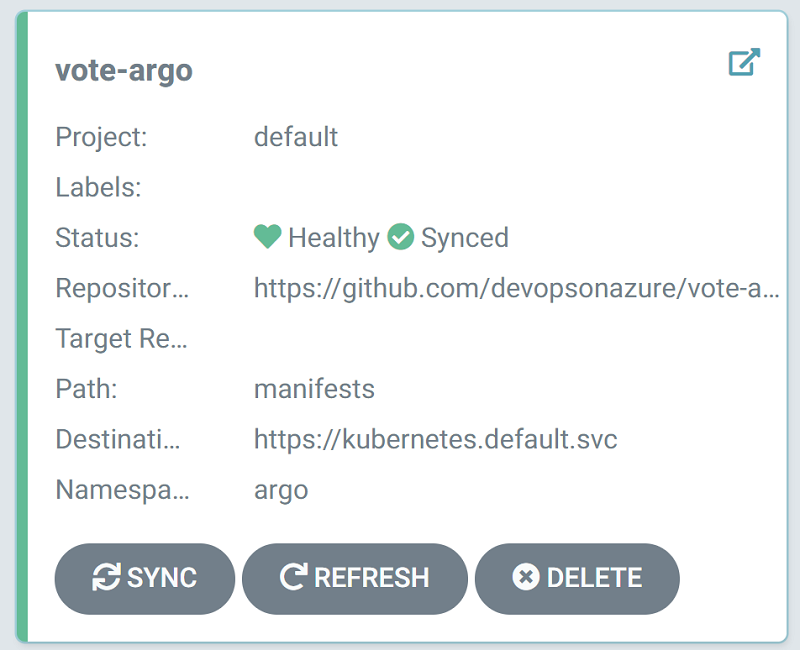 vote-argo
Project: default
Labels:
Status: Healthy Synced
Repositor... https://github.com/devopsonazure/vote-a...
Target Re...
Path: manifests
Destinati... https://kubernetes.default.svc
Namespa... argo
SYNC REFRESH DELETE